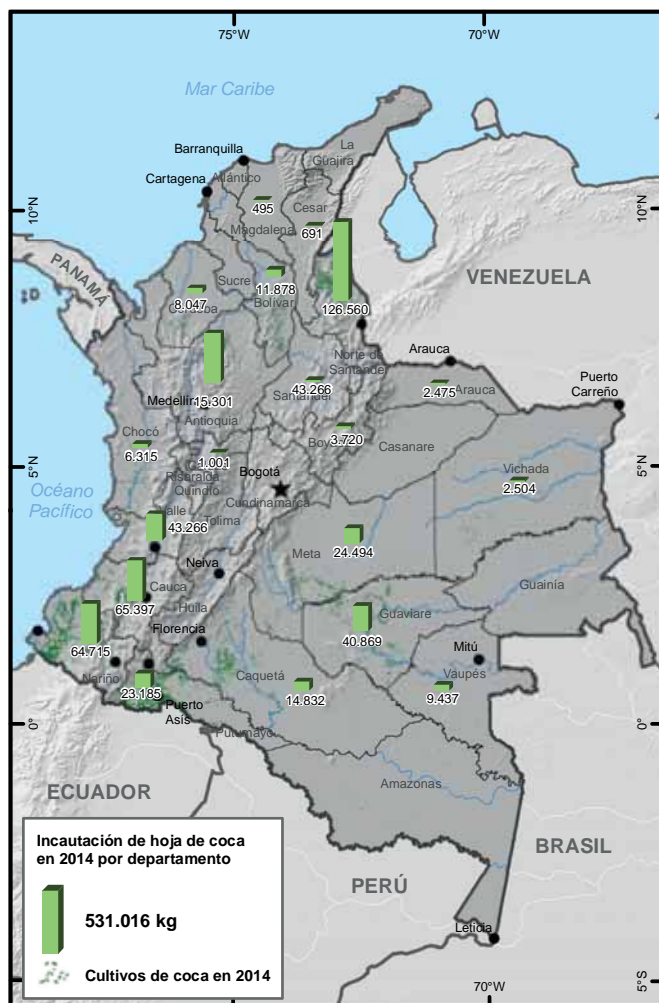 75°W 70°W
Mar Caribe
Barranquilla
La
Guajira
Cartagena
Atlántico
10°N 10°N
495
Cesar
Magdalena
691
PANAMÁ
VENEZUELA
Sucre
11.878
Bolívar
8.047
Córdoba
126.560
Norte de
Santander
Arauca
Puerto
Carreño
43.266
Santander
2.475
Arauca
Medellín
15.301
Antioquia
Chocó
6.315
3.720
Casanare
5°N 5°N
1.001
Risaralda
Quindío
Bogotá
Cundinamarca
Vichada
2.504
Océano
Pacífico
43.266
Valle
Tolima
Meta
24.494
Neiva
Guainía
65.397
Cauca
Huila
Guaviare
40.869
Florencia
64.715
Mitú
Vaupés
Nariño
23.185
Caquetá
14.832
9.437
Puerto
Asís
0° 0°
Putumayo
ECUADOR
Amazonas
Incautación de hoja de coca
en 2014 por departamento
531.016 kg
Cultivos de coca en 2014
BRASIL
PERÚ
Leticia
70°W
5°S